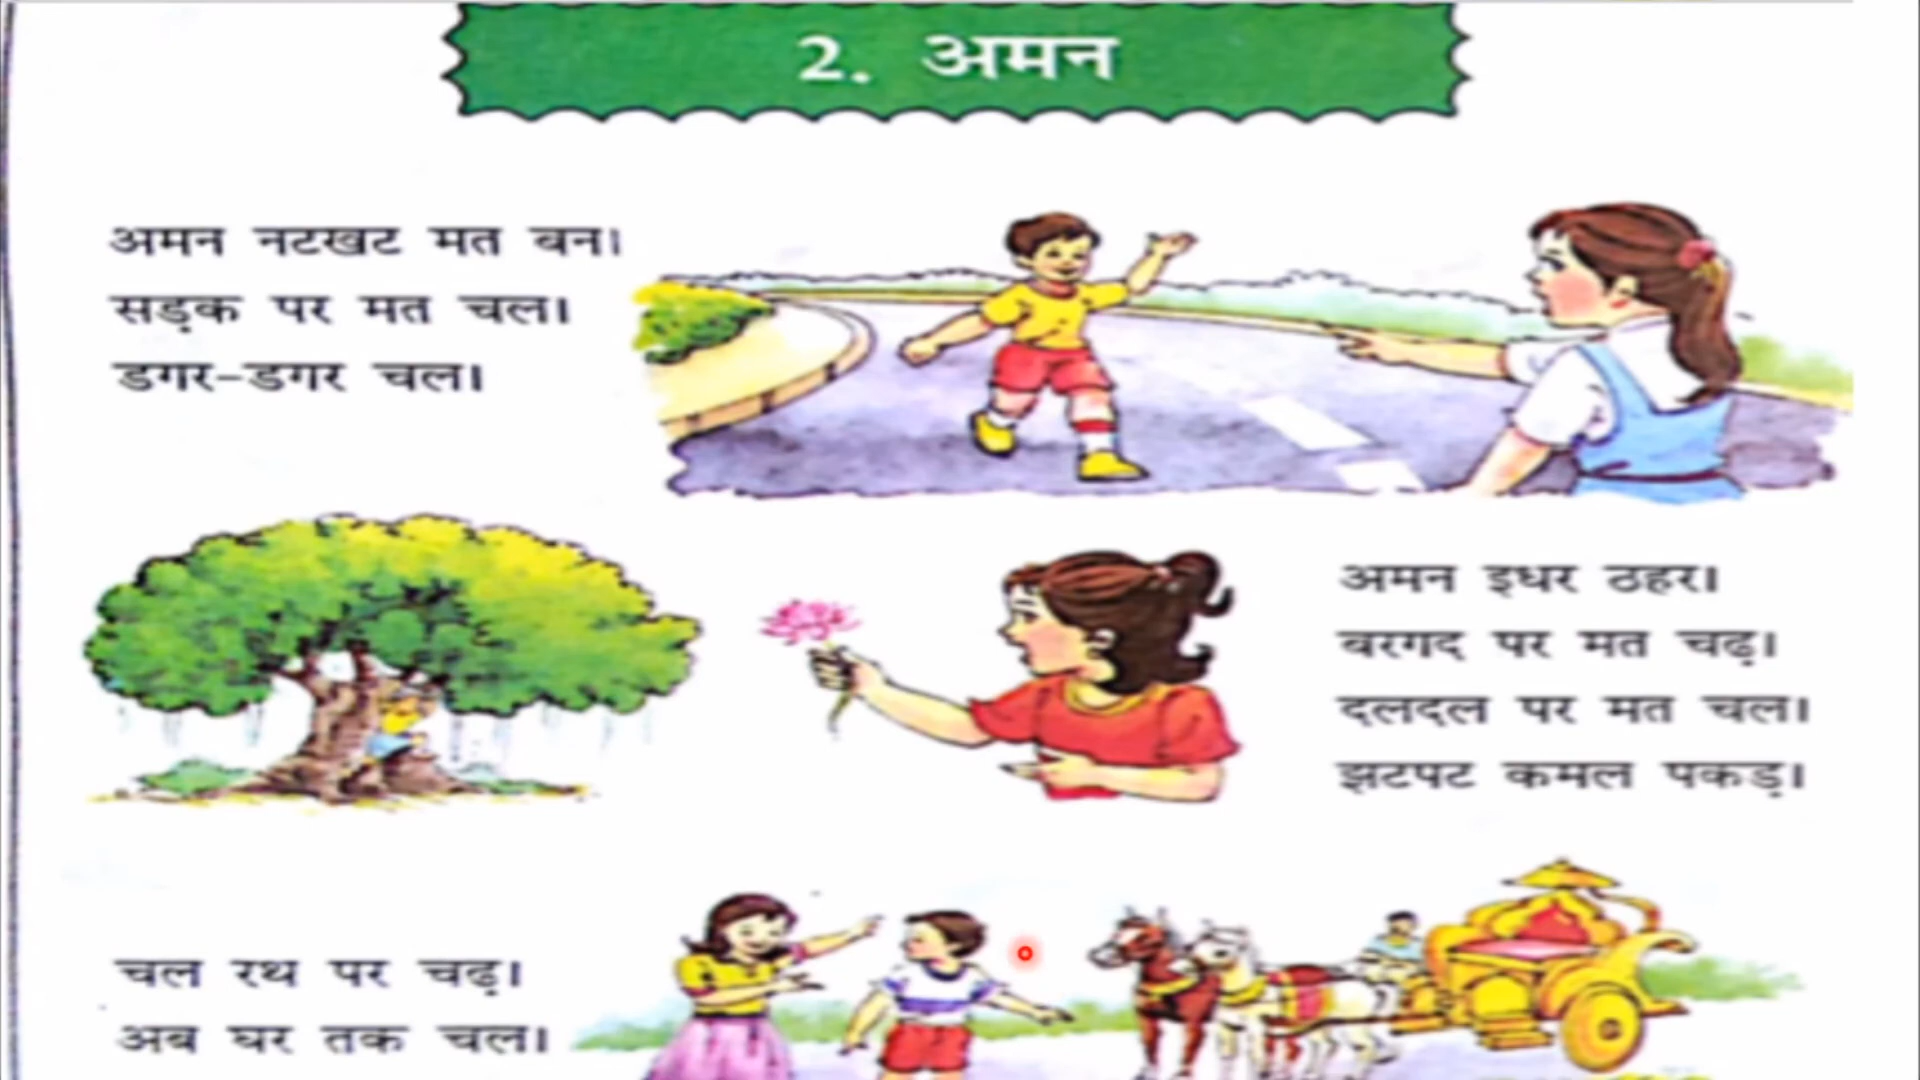 2. अमन
अमन नटखट मत बन।
सड़क पर मत चल।
डगर-डगर चल।
अमन इधर ठहर।
बरगद पर मत चढ़।
दलदल पर मत चल।
झटपट कमल पकड़।
चल रथ पर चढ़।
अब घर तक चल।